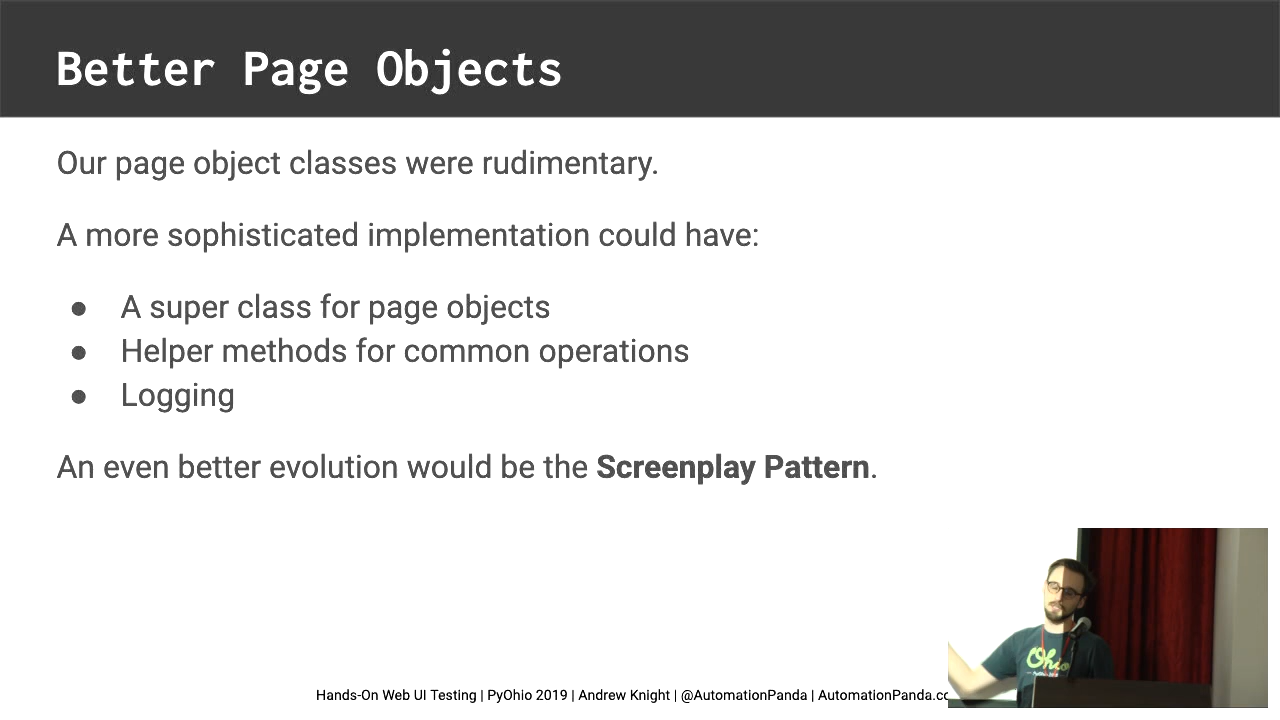 Better Page Objects
Our page object classes were rudimentary.
A more sophisticated implementation could have:
● A super class for page objects
● Helper methods for common operations
● Logging
An even better evolution would be the Screenplay Pattern.
Ohio
Hands-On Web UI Testing | PyOhio 2019 | Andrew Knight | @AutomationPanda | AutomationPanda.co